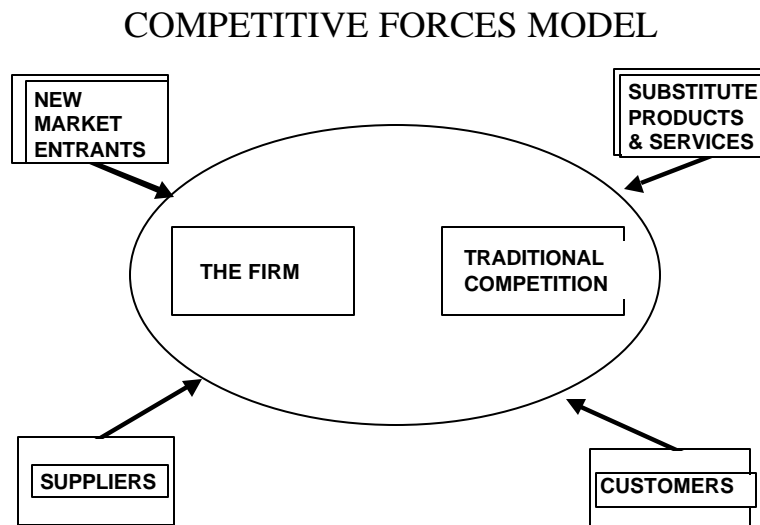 COMPETITIVE FORCES MODEL
NEW
MARKET
ENTRANTS
SUBSTITUTE
PRODUCTS
& SERVICES
THE FIRM
TRADITIONAL
COMPETITION
SUPPLIERS
CUSTOMERS